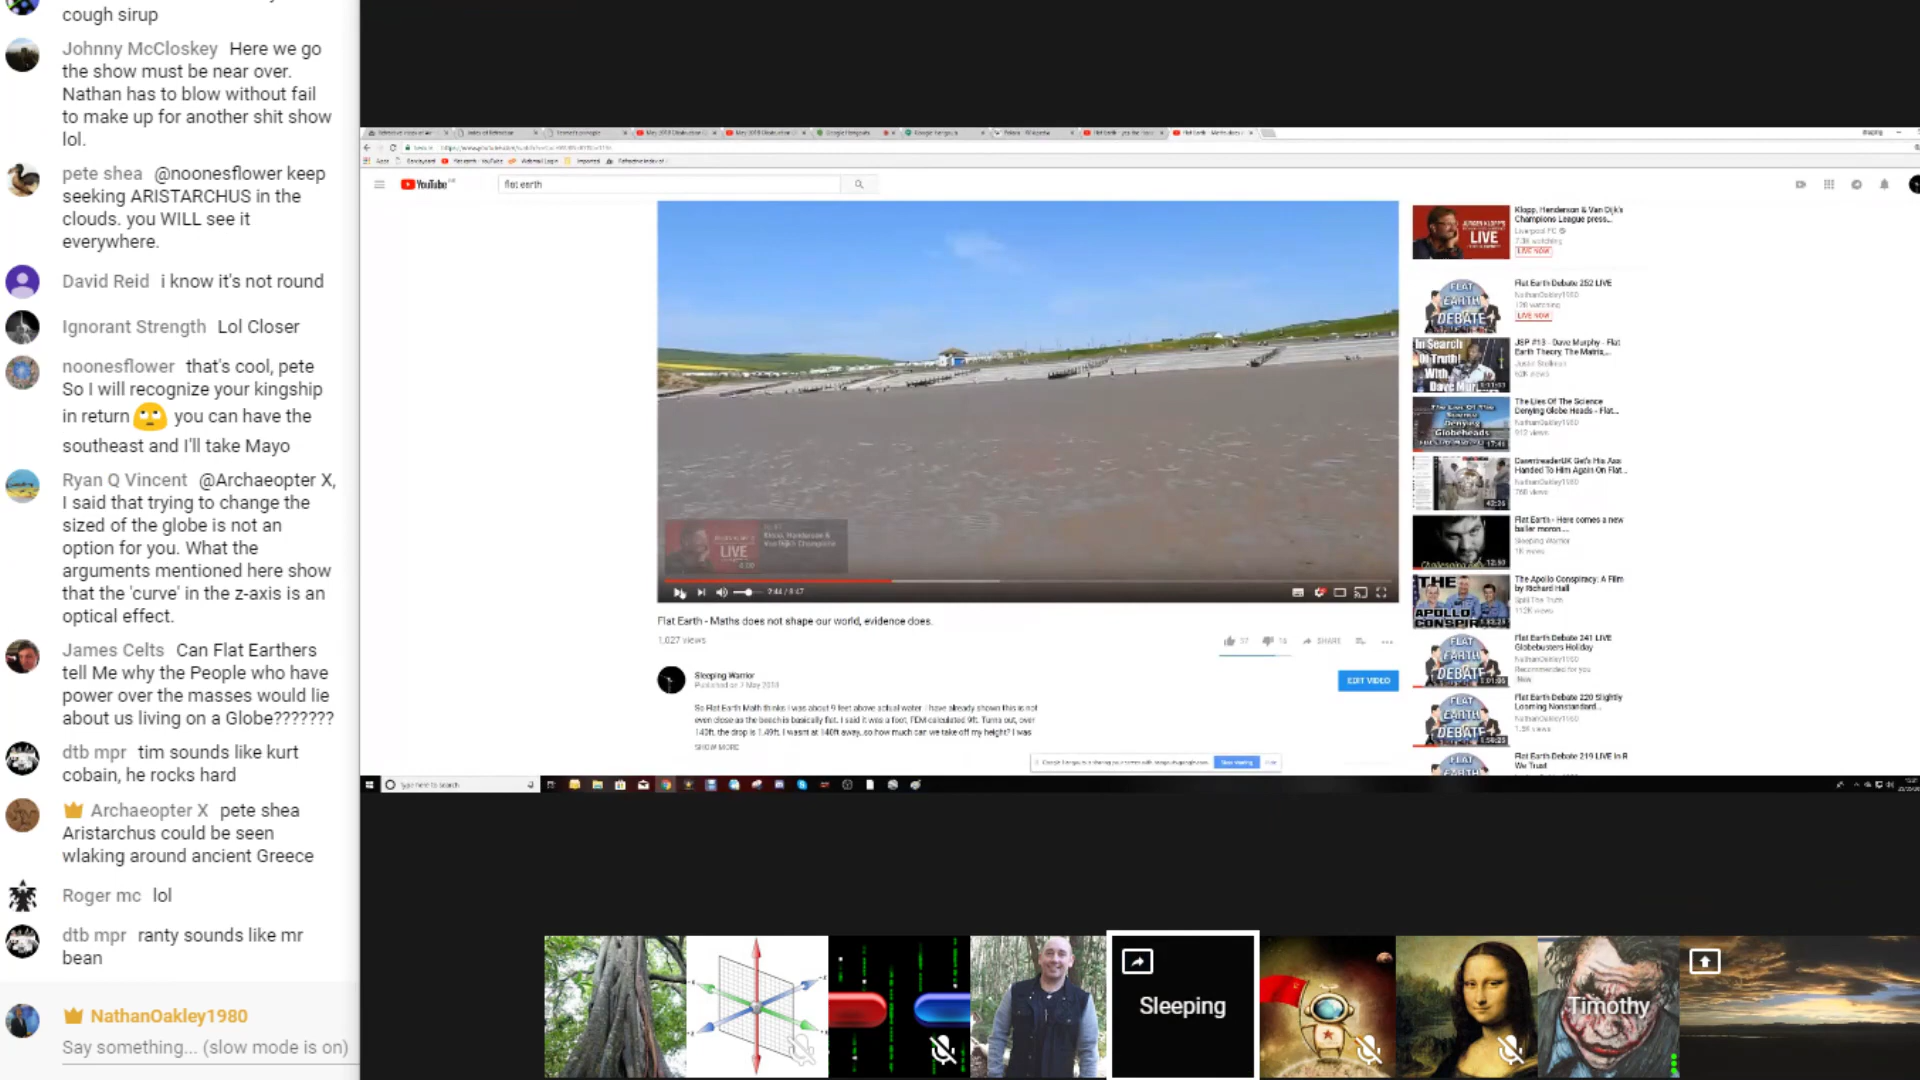 cough sirup
Johnny McCloskey Here we go
the show must be near over.
Nathan has to blow without fail
to make up for another shit show
lol.
pete shea @noonesflower keep
seeking ARISTARCHUS in the
clouds. you WILL see it
everywhere.
David Reid i know it's not round
Ignorant Strength Lol Closer
noonesflower that's cool, pete
So I will recognize your kingship
in return you can have the
southeast and I'll take Mayo
Ryan Q Vincent @Archaeopter X,
I said that trying to change the
sized of the globe is not an
option for you. What the
arguments mentioned here show
that the 'curve' in the z-axis is an
optical effect.
James Celts Can Flat Earthers
tell Me why the People who have
power over the masses would lie
about us living on a Globe???????
dtb mpr tim sounds like kurt
cobain, he rocks hard
Archaeopter X pete shea
Aristarchus could be seen
wlaking around ancient Greece
Roger mc lol
dtb mpr ranty sounds like mr
bean
NathanOakley1980
Say something... (slow mode is on)
YouTube
flat earth
Flat Earth - Maths does not shape our world, evidence does.
1,027 views
SHARE
Sleeping Warrior
Published on 7 May 2018
EDIT VIDEO
So Flat Earth Math thinks I was about 9 feet above actual water. I have already shown this is not
even close as the beach is basically flat. I said it was a foot, FEM calculated 9ft. Turns out, over
140ft, the drop is 1.49ft. I wasnt at 140ft away, so how much can we take off my height? I was
SHOW MORE
Klopp, Henderson & Van Dijk's
Champions League press...
Liverpool FC
LIVE NOW
Flat Earth Debate 252 LIVE
NathanOakley1980
LIVE NOW
JSP #13 - Dave Murphy - Flat
Earth Theory, The Matrix,...
The Lies Of The Science
Denying Globe Heads - Flat...
NathanOakley1980
912 views
DawntreaderUK Get's His Ass
Handed To Him Again On Flat...
NathanOakley1980
Flat Earth - Here comes a new
baller moron....
Sleeping Warrior
1K views
The Apollo Conspiracy: A Film
by Richard Hall
Flat Earth Debate 241 LIVE
Globebusters Holiday
NathanOakley1980
Recommended for you
New
Flat Earth Debate 220 Slightly
Looming Nonstandard...
NathanOakley1980
Flat Earth Debate 219 LIVE In R
We Trust
Stop sharing
Type here to search
Sleeping
Timothy